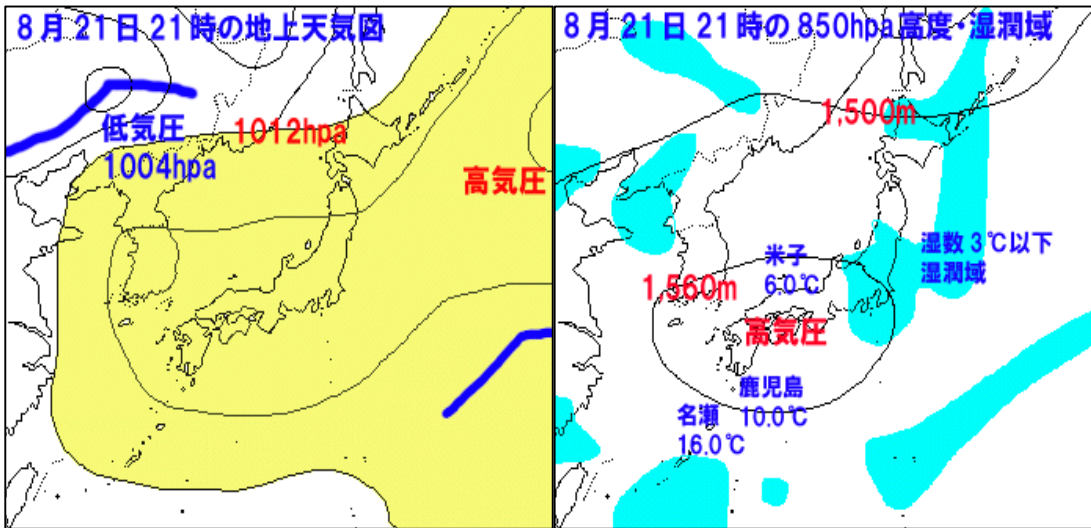 8月21日21時の地上天気図
低気圧
1004hpa
1012hpa
高気圧
8月21日21時の850hpa高度・湿潤域
1,500m
湿数3℃以下
湿潤域
米子
6.0℃
1,560m
高気圧
鹿児島
10.0℃
名瀬
16.0℃